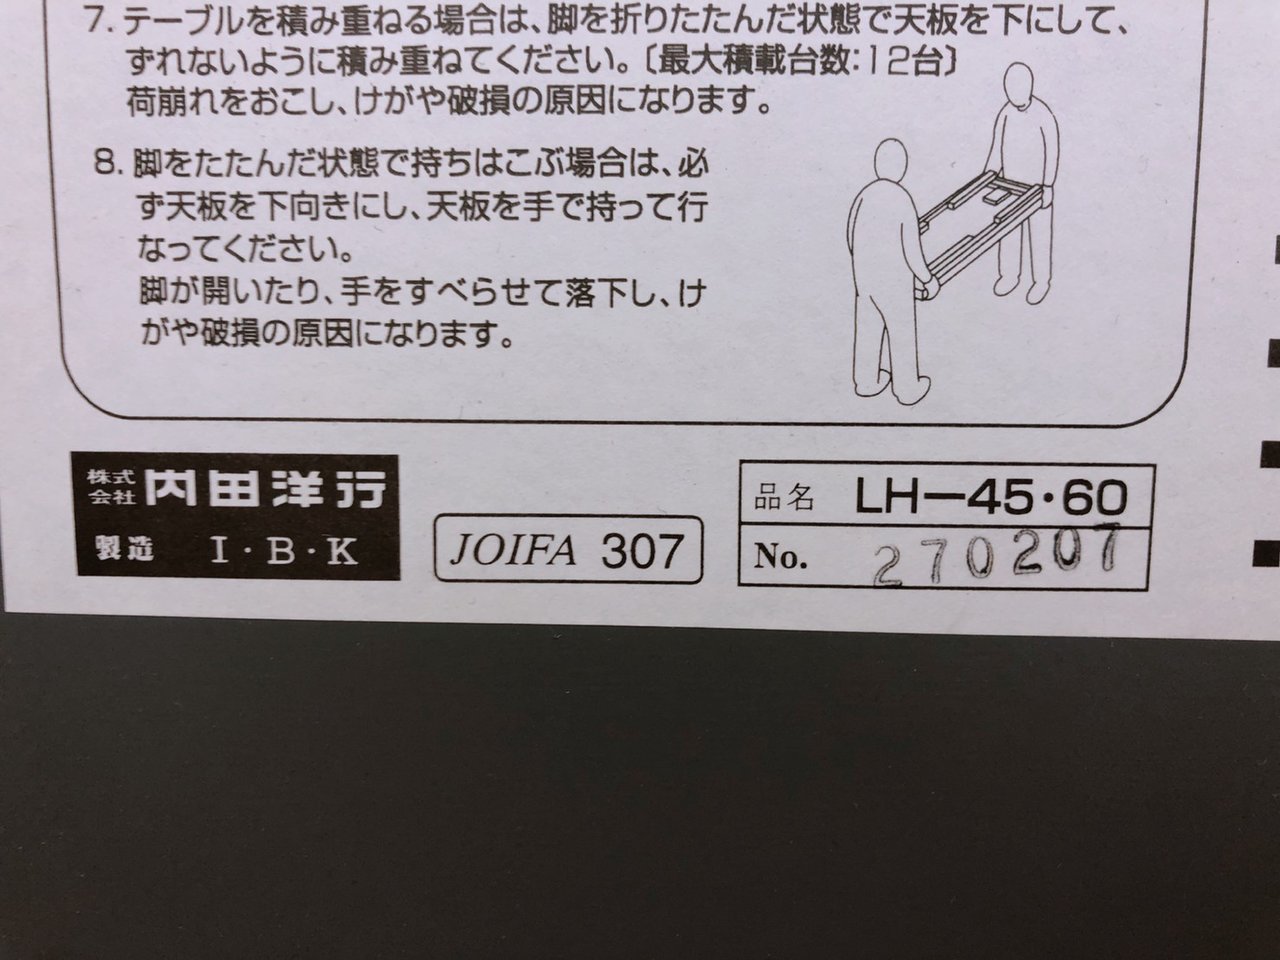 7. テーブルを積み重ねる場合は、脚を折りたたんだ状態で天板を下にして、
ずれないように積み重ねてください。〔最大積載台数:12台〕
荷崩れをおこし、けがや破損の原因になります。
8. 脚をたたんだ状態で持ちはこぶ場合は、必
ず天板を下向きにし、天板を手で持って行
なってください。
脚が開いたり、手をすべらせて落下し、け
がや破損の原因になります。
株式会社 内田洋行
製造 I・B・K
JOIFA 307
品名 LH−45・60
No. 270207